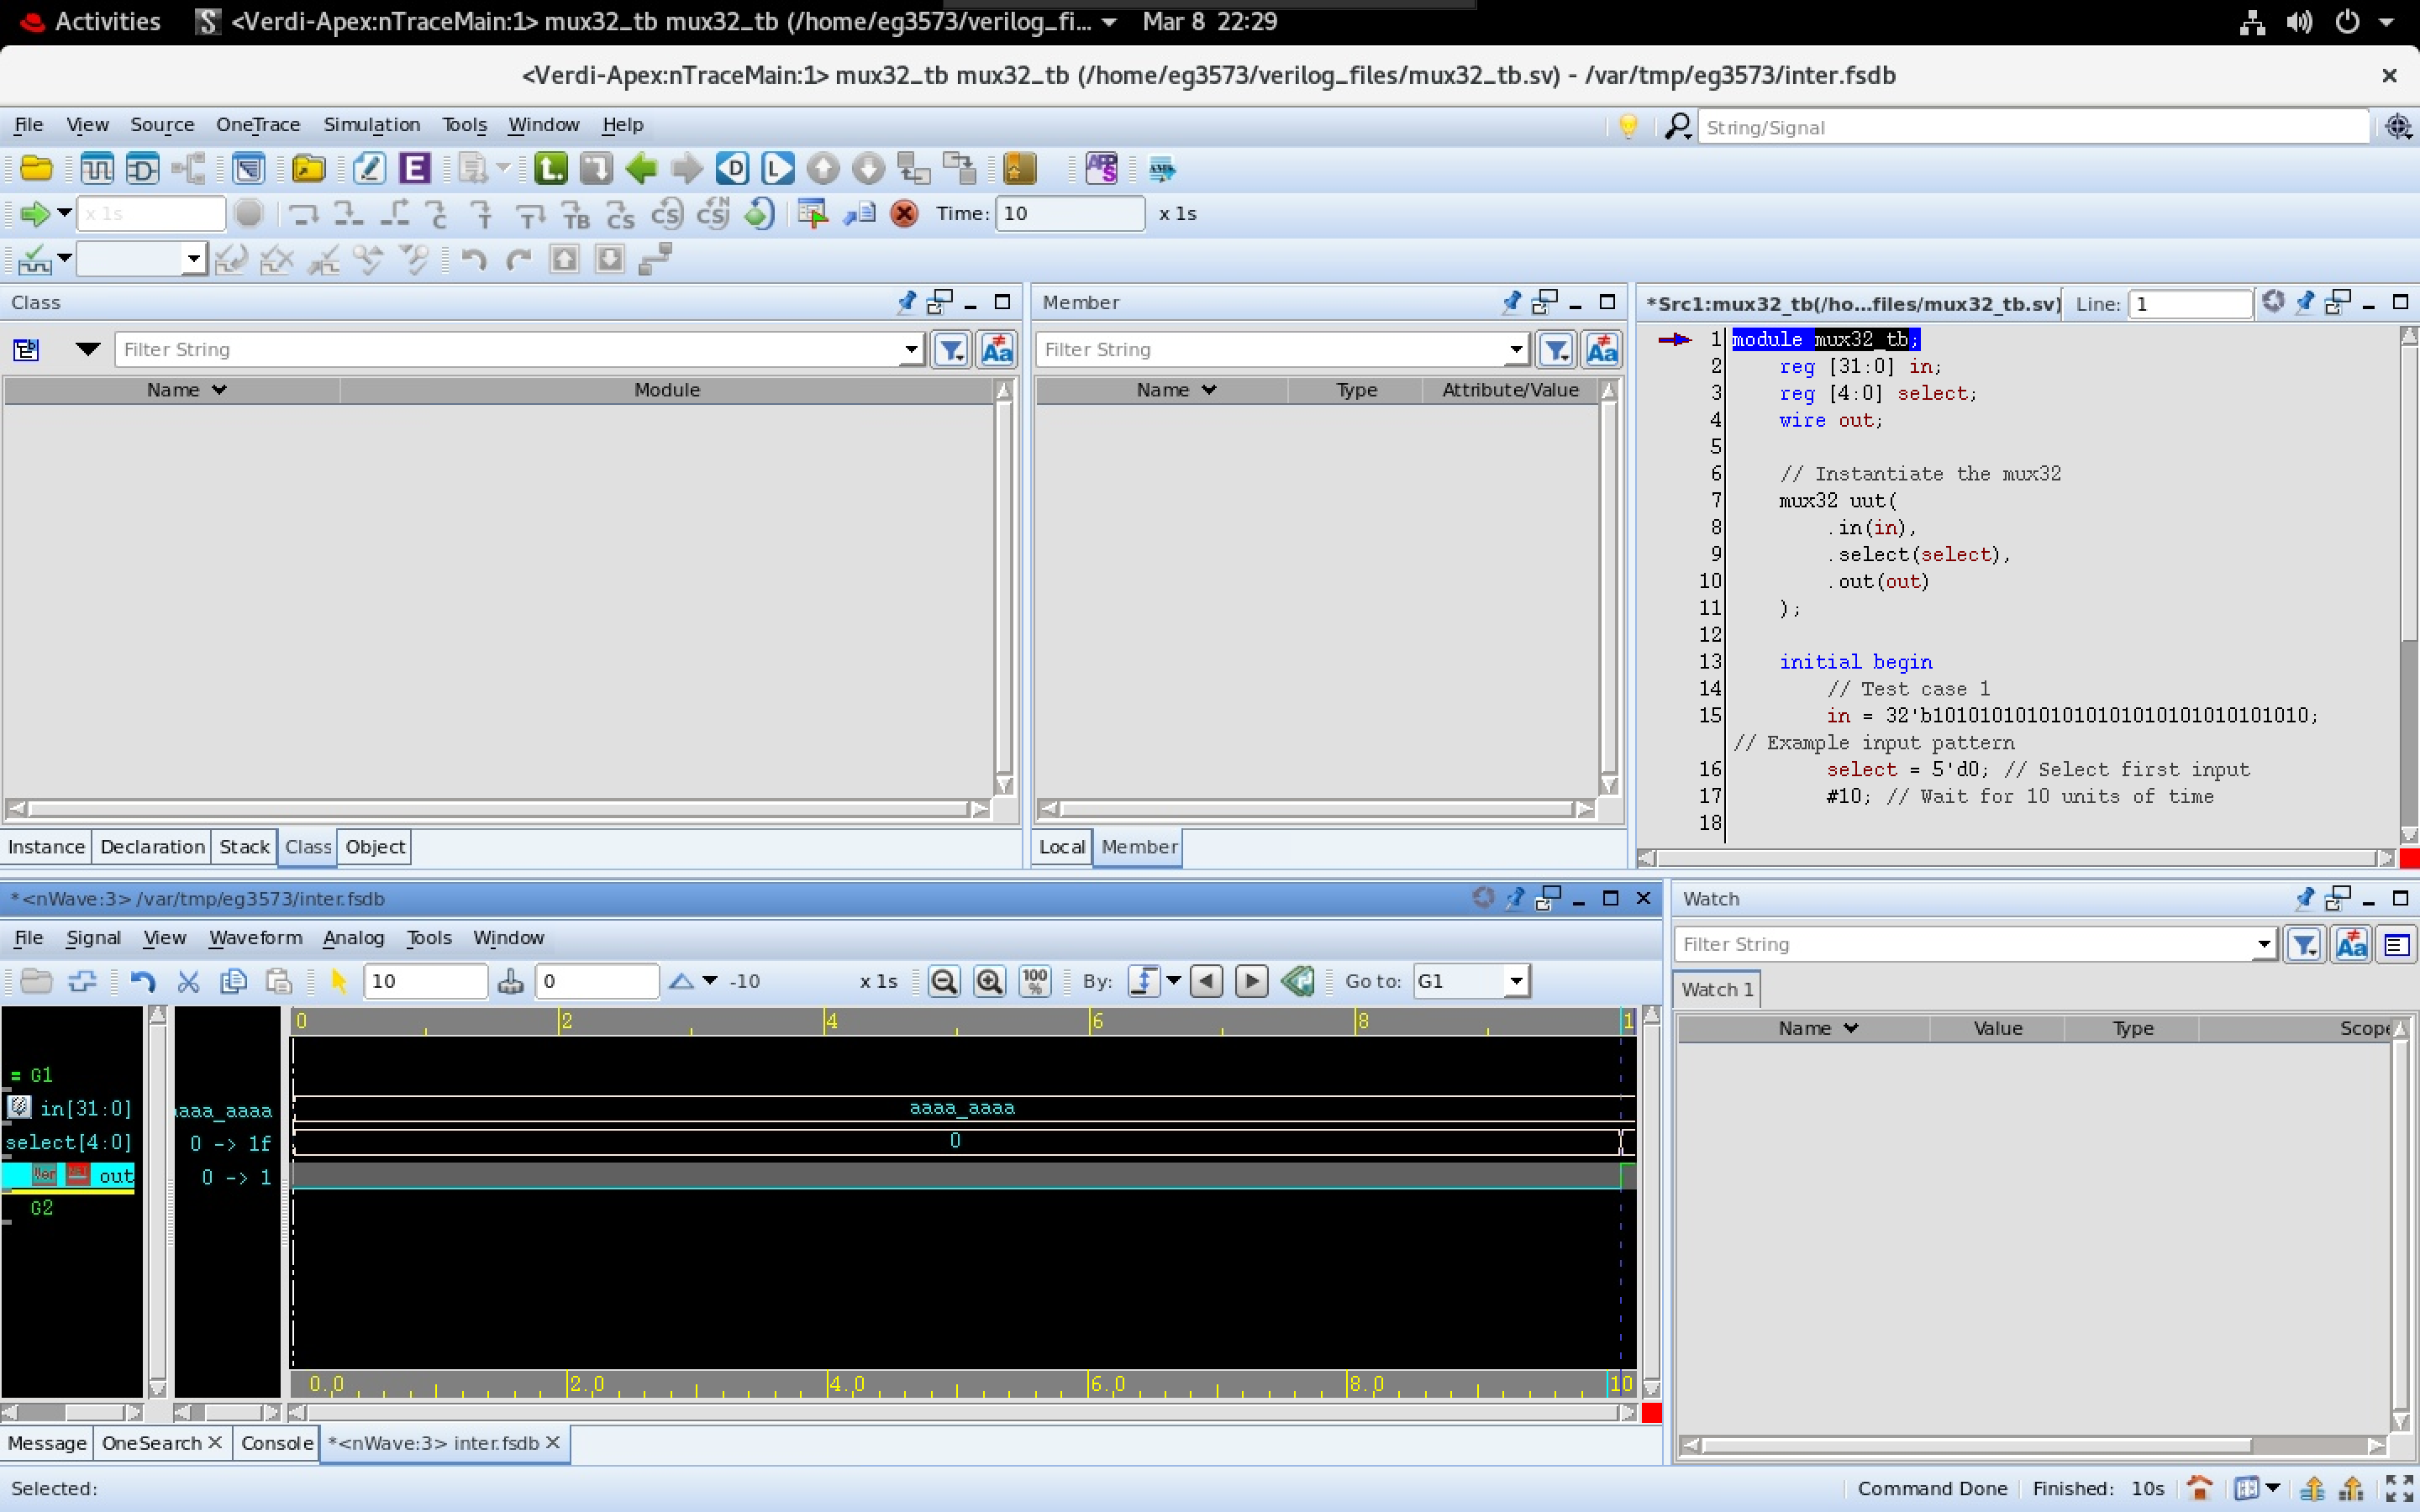 Activities <Verdi-Apex:nTraceMain:1> mux32_tb mux32_tb (/home/eg3573/verilog_fi... Mar 8 22:29
<Verdi-Apex:nTraceMain:1> mux32_tb mux32_tb (/home/eg3573/verilog_files/mux32_tb.sv) - /var/tmp/eg3573/inter.fsdb
File View Source OneTrace Simulation Tools Window Help String/Signal
x 1s Time: 10 x 1s
Class
Filter String
Name Module
Instance Declaration Stack Class Object
Member
Filter String
Name Type Attribute/Value
Local Member
*Src1:mux32_tb(/ho...files/mux32_tb.sv) Line: 1
1 module mux32_tb;
2 reg [31:0] in;
3 reg [4:0] select;
4 wire out;
5
6 // Instantiate the mux32
7 mux32 uut(
8 .in(in),
9 .select(select),
10 .out(out)
11 );
12
13 initial begin
14 // Test case 1
15 in = 32'b10101010101010101010101010101010;
// Example input pattern
16 select = 5'd0; // Select first input
17 #10; // Wait for 10 units of time
18
*<nWave:3> /var/tmp/eg3573/inter.fsdb
File Signal View Waveform Analog Tools Window
10 0 -10 x 1s 100 % By: Go to: G1
0 2 4 6 8 1
= G1
in[31:0] aaaa_aaaa aaaa_aaaa
select[4:0] 0 -> 1f 0
out 0 -> 1
G2
0.0 2.0 4.0 6.0 8.0 10
Message OneSearch Console *<nWave:3> inter.fsdb
Watch
Filter String
Watch 1
Name Value Type Scope
Selected: Command Done Finished: 10s